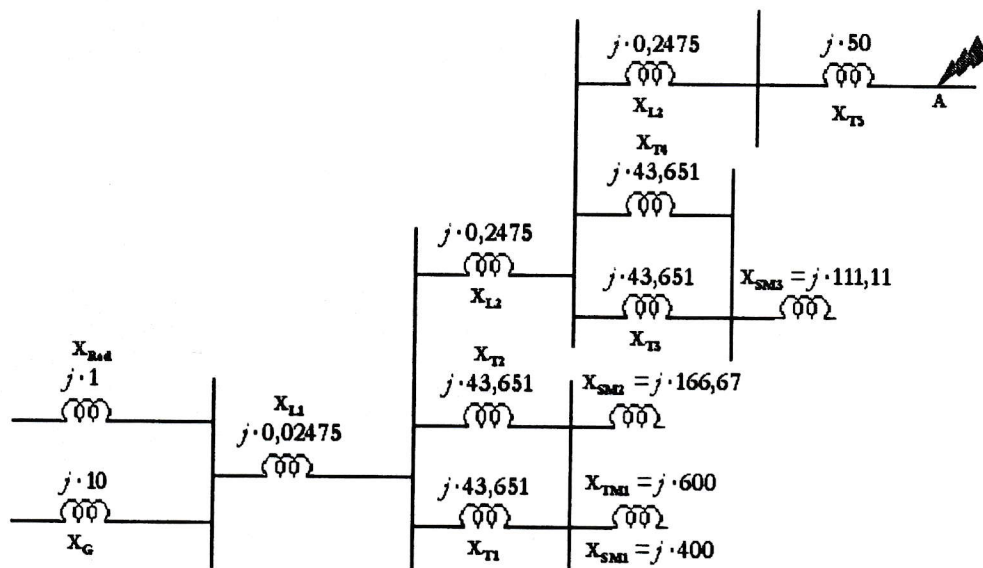 j·0,2475
X_L2
j·50
X_T5
A
X_T4
j·43,651
j·0,2475
X_L2
j·43,651
X_T3
X_SM3 = j·111,11
X_Red
j·1
X_L1
j·0,02475
X_T2
j·43,651
X_SM2 = j·166,67
j·10
X_G
j·43,651
X_T1
X_TM1 = j·600
X_SM1 = j·400